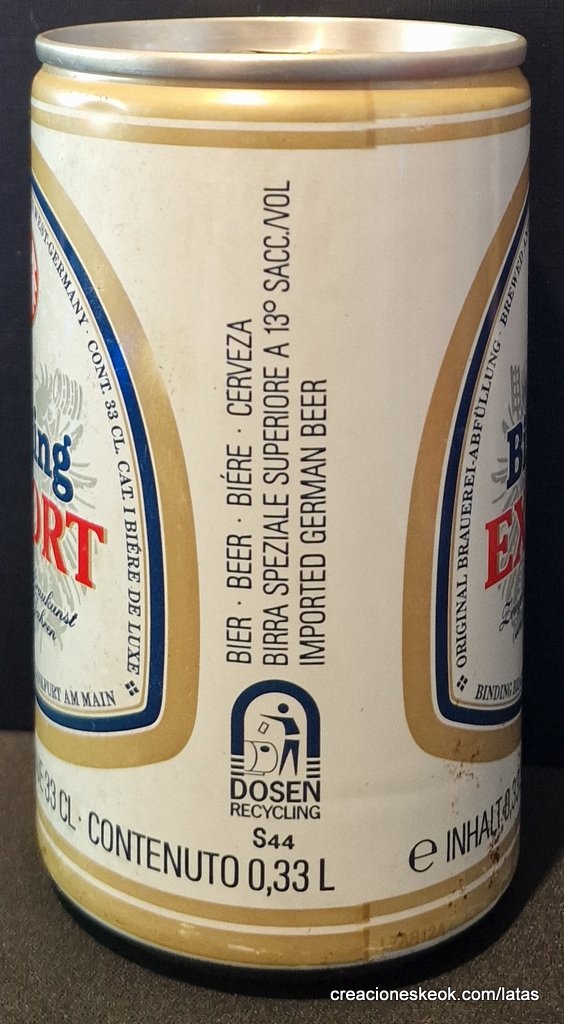 BIER · BEER · BIÉRE · CERVEZA
BIRRA SPEZIALE SUPERIORE A 13° SACC./VOL
IMPORTED GERMAN BEER
WEST-GERMANY · CONT. 33 CL. CAT. I BIÉRE DE LUXE
ing
ORT
AM MAIN
ORIGINAL BRAUEREI-ABFÜLLUNG · BREWED
B
EX
BINDING
DOSEN
RECYCLING
S44
33 CL · CONTENUTO 0,33 L
e INHALT
creacioneskeok.com/latas